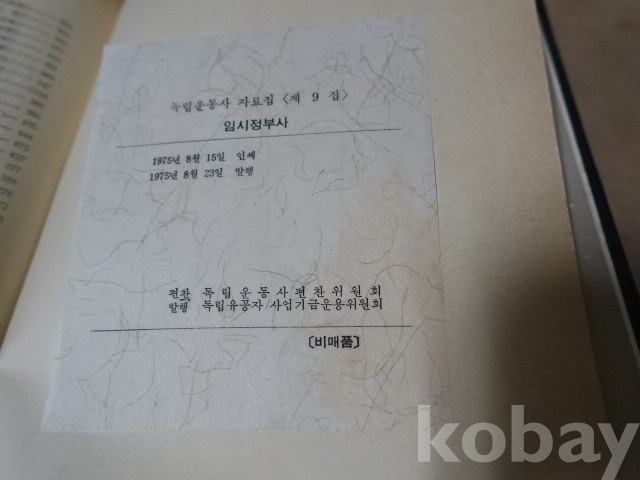 독립운동사 자료집 〈제 9 집〉
임시정부사
1975년 8월 15일 인쇄
1975년 8월 23일 발행
편찬 독립운동사편찬위원회
발행 독립유공자사업기금운용위원회
〔비매품〕
kobay